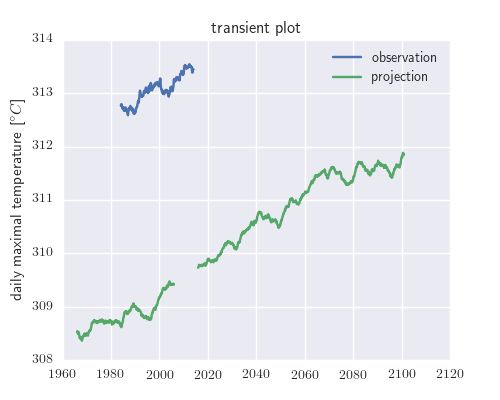 transient plot
314
313
312
311
310
309
308
daily maximal temperature [°C]
observation
projection
1960 1980 2000 2020 2040 2060 2080 2100 2120